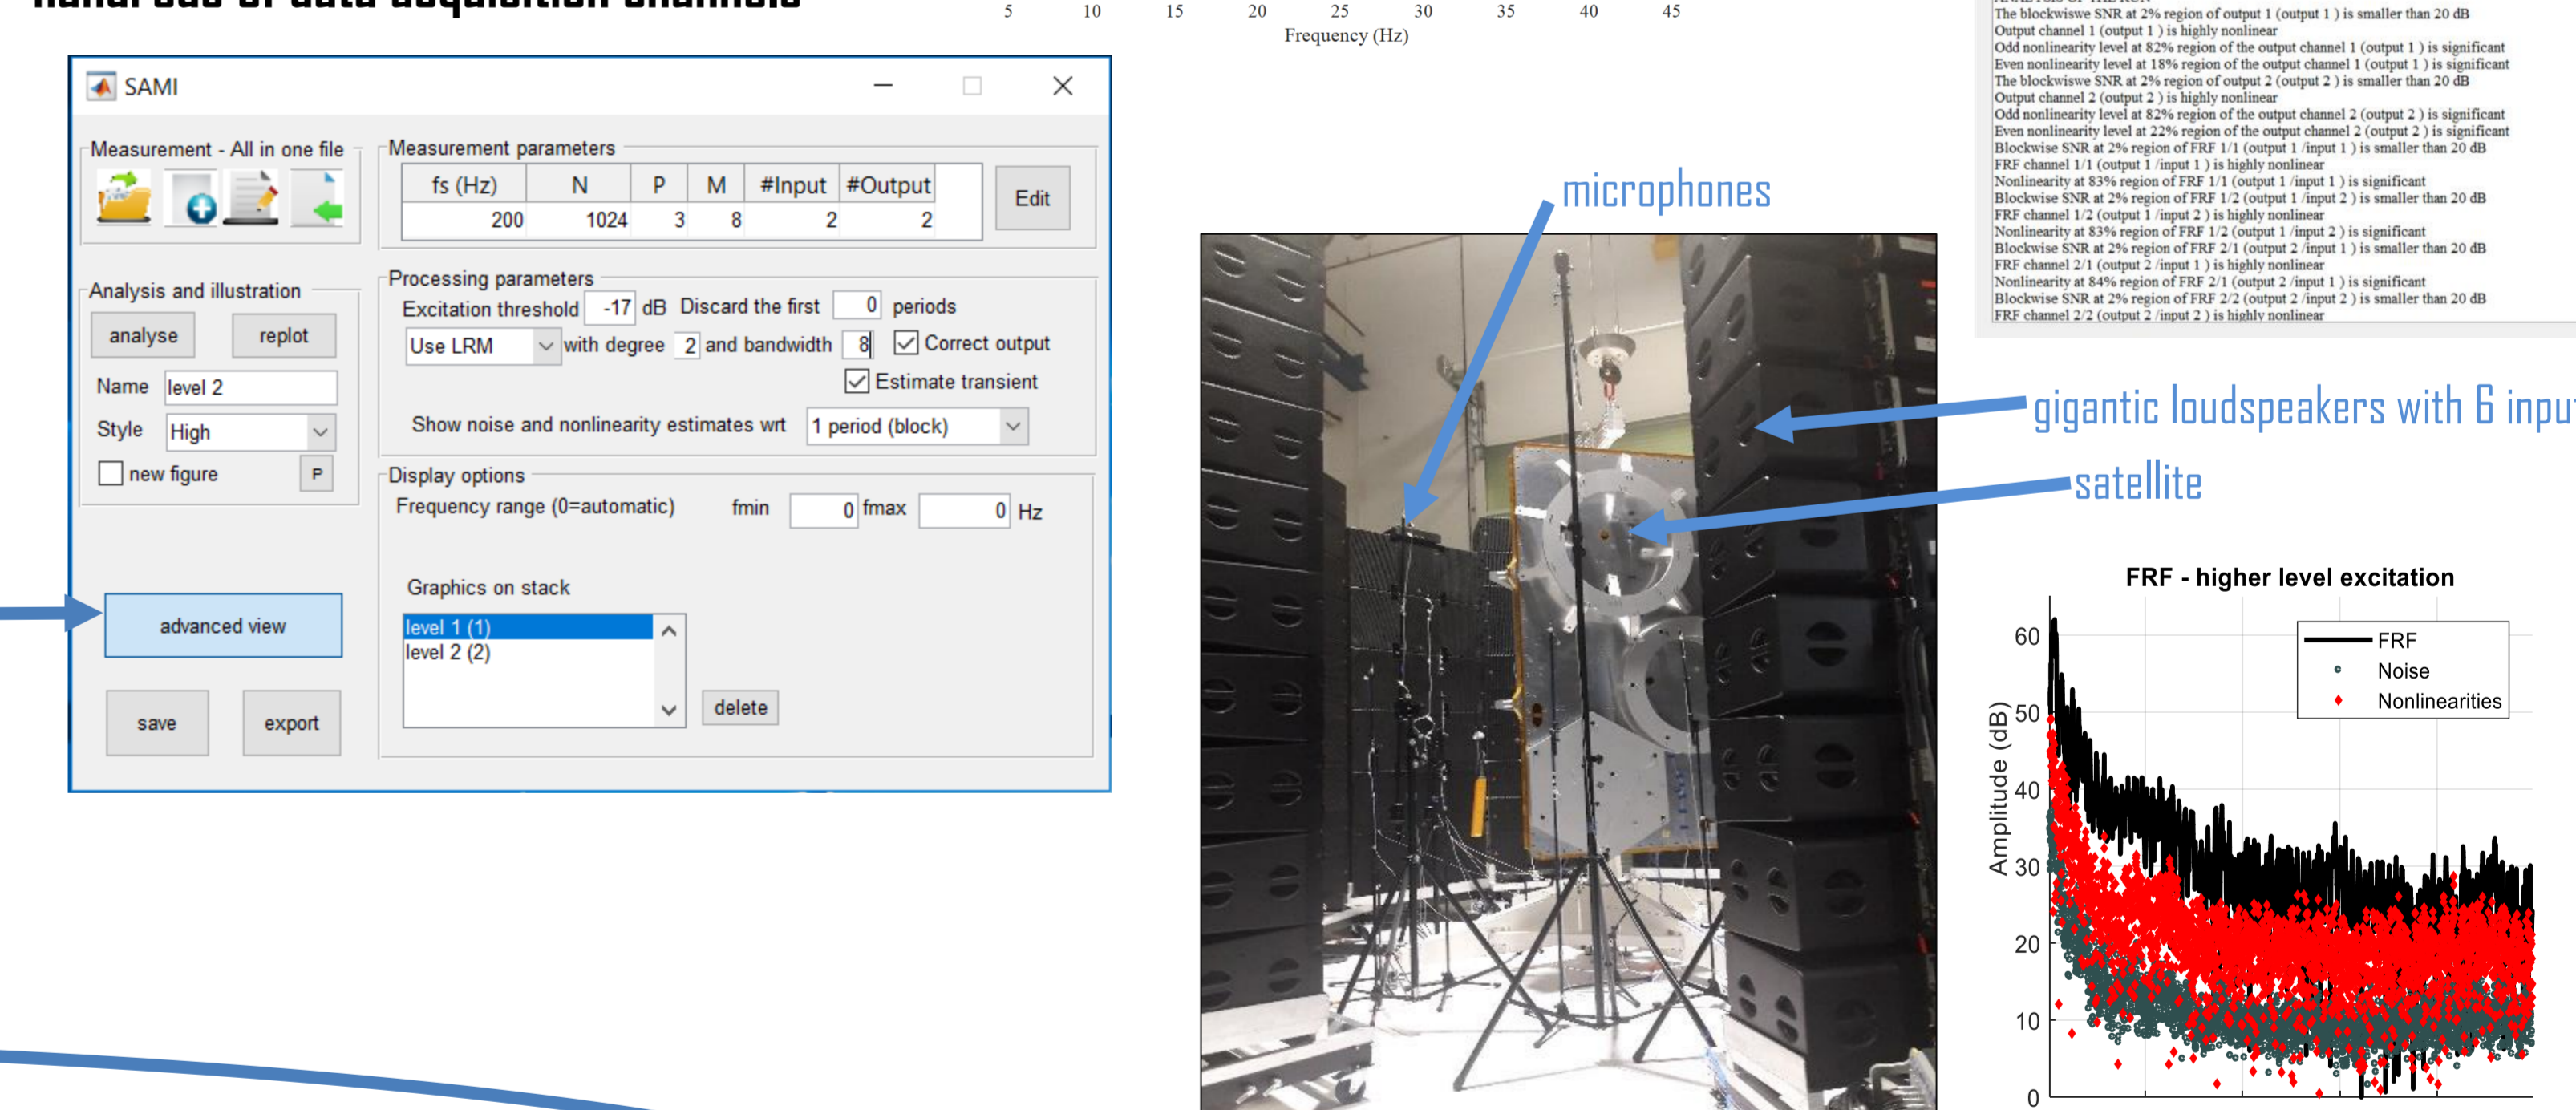 5 10 15 20 25 30 35 40 45
Frequency (Hz)
SAMI
Measurement - All in one file
Measurement parameters
fs (Hz) N P M #Input #Output
200 1024 3 8 2 2
Edit
Analysis and illustration
analyse replot
Name level 2
Style High
new figure P
Processing parameters
Excitation threshold -17 dB Discard the first 0 periods
Use LRM with degree 2 and bandwidth 8 Correct output
Estimate transient
Show noise and nonlinearity estimates wrt 1 period (block)
Display options
Frequency range (0=automatic) fmin 0 fmax 0 Hz
Graphics on stack
level 1 (1)
level 2 (2)
delete
advanced view
save export
microphones
The blockwiswe SNR at 2% region of output 1 (output 1 ) is smaller than 20 dB
Output channel 1 (output 1 ) is highly nonlinear
Odd nonlinearity level at 82% region of the output channel 1 (output 1 ) is significant
Even nonlinearity level at 18% region of the output channel 1 (output 1 ) is significant
The blockwiswe SNR at 2% region of output 2 (output 2 ) is smaller than 20 dB
Output channel 2 (output 2 ) is highly nonlinear
Odd nonlinearity level at 82% region of the output channel 2 (output 2 ) is significant
Even nonlinearity level at 22% region of the output channel 2 (output 2 ) is significant
Blockwise SNR at 2% region of FRF 1/1 (output 1 /input 1 ) is smaller than 20 dB
FRF channel 1/1 (output 1 /input 1 ) is highly nonlinear
Nonlinearity at 83% region of FRF 1/1 (output 1 /input 1 ) is significant
Blockwise SNR at 2% region of FRF 1/2 (output 1 /input 2 ) is smaller than 20 dB
FRF channel 1/2 (output 1 /input 2 ) is highly nonlinear
Nonlinearity at 83% region of FRF 1/2 (output 1 /input 2 ) is significant
Blockwise SNR at 2% region of FRF 2/1 (output 2 /input 1 ) is smaller than 20 dB
FRF channel 2/1 (output 2 /input 1 ) is highly nonlinear
Nonlinearity at 84% region of FRF 2/1 (output 2 /input 1 ) is significant
Blockwise SNR at 2% region of FRF 2/2 (output 2 /input 2 ) is smaller than 20 dB
FRF channel 2/2 (output 2 /input 2 ) is highly nonlinear
gigantic loudspeakers with 6 inpu
satellite
FRF - higher level excitation
FRF
Noise
Nonlinearities
Amplitude (dB)
60
50
40
30
20
10
0